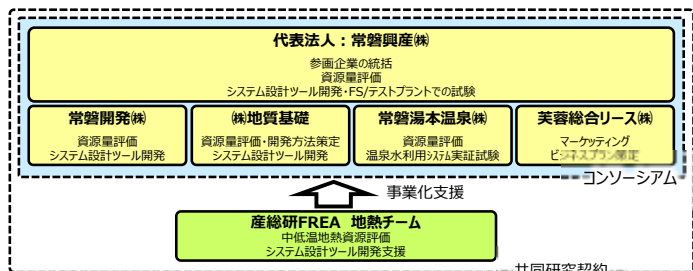 代表法人：常磐興産㈱
参画企業の統括
資源量評価
システム設計ツール開発・FS/テストプラントでの試験
常磐開発㈱
資源量評価
システム設計ツール開発
㈱地質基礎
資源量評価・開発方法策定
システム設計ツール開発
常磐湯本温泉㈱
資源量評価
温泉水利用システム実証試験
芙蓉総合リース㈱
マーケッティング
ビジネスプラン策定
コンソーシアム
事業化支援
産総研FREA 地熱チーム
中低温地熱資源評価
システム設計ツール開発支援
共同研究契約